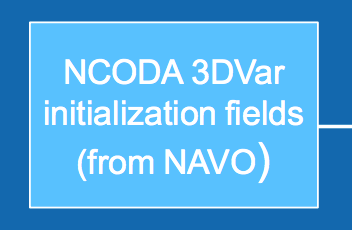 NCODA 3DVar
initialization fields
(from NAVO)